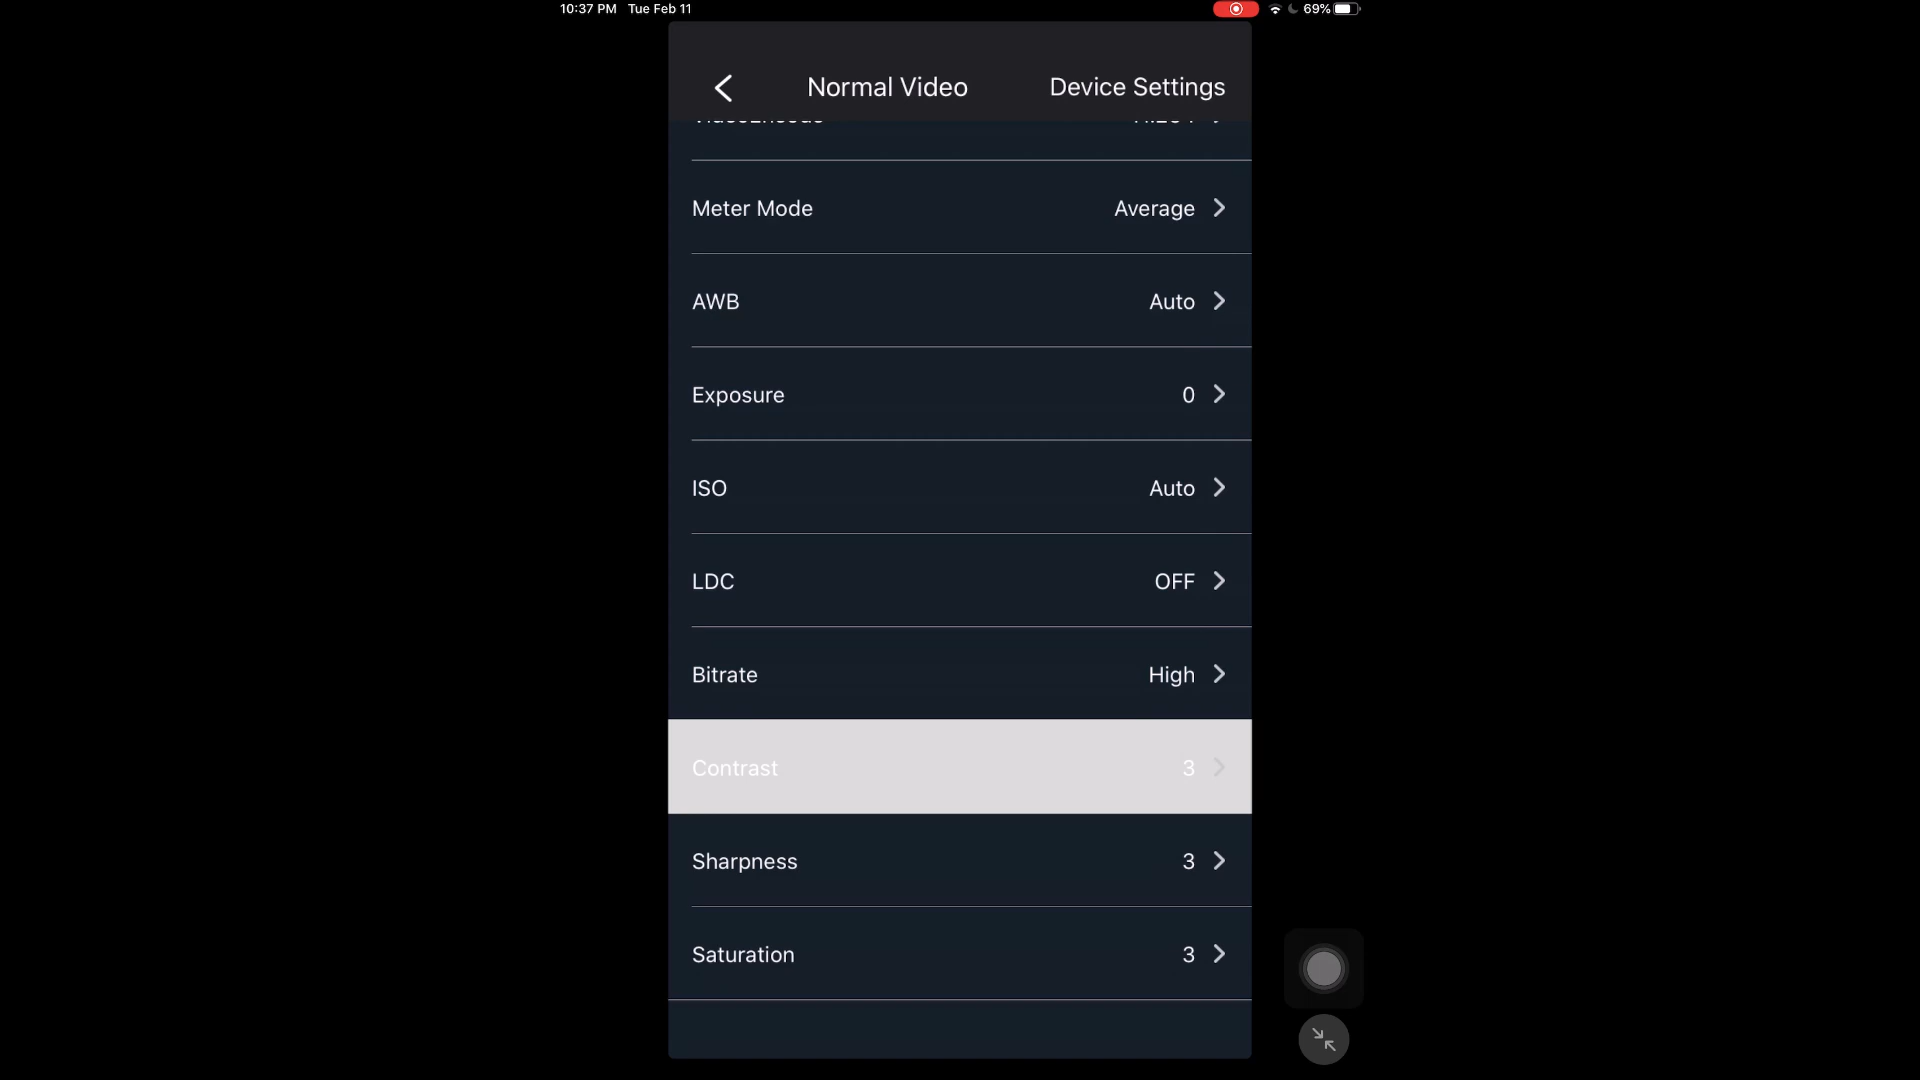 10:37 PM Tue Feb 11 69%
Normal Video Device Settings
Meter Mode Average
AWB Auto
Exposure 0
ISO Auto
LDC OFF
Bitrate High
Contrast 3
Sharpness 3
Saturation 3